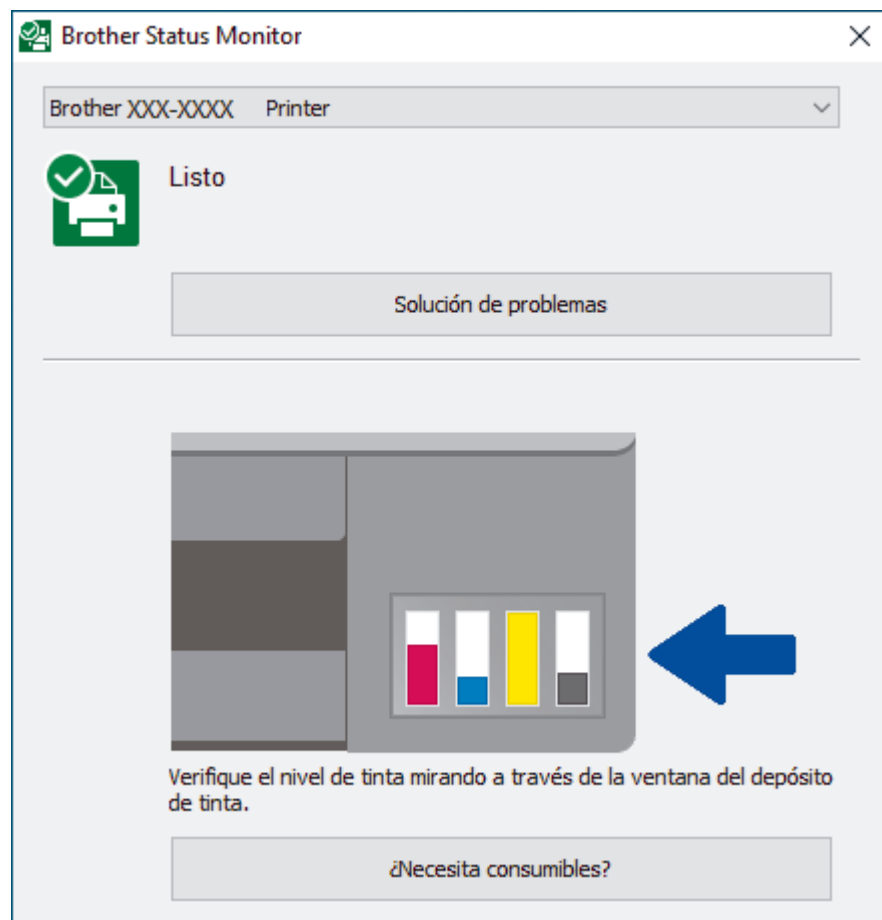 Brother Status Monitor
Brother XXX-XXXX Printer
Listo
Solución de problemas
Verifique el nivel de tinta mirando a través de la ventana del depósito
de tinta.
¿Necesita consumibles?